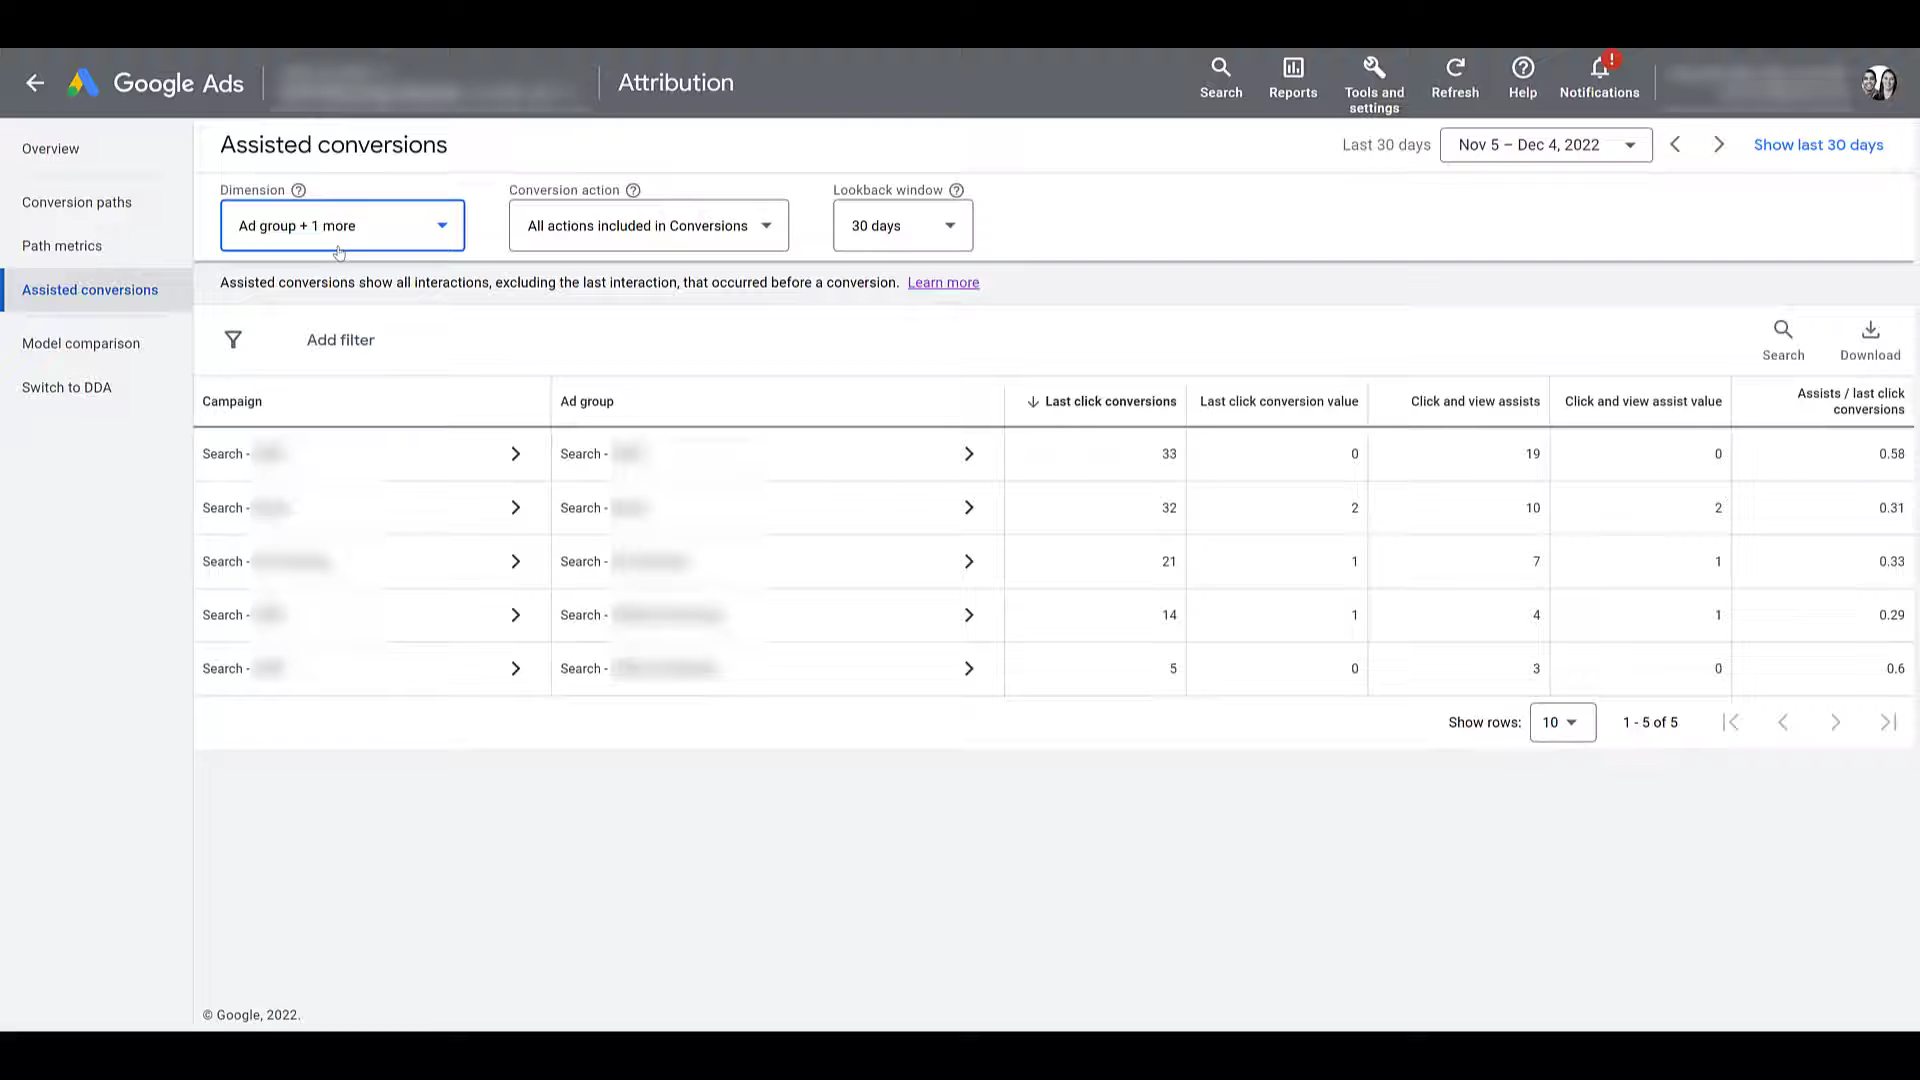 Google Ads
Attribution
Search
Reports
Tools and
settings
Refresh
Help
!
Notifications
Overview
Conversion paths
Path metrics
Assisted conversions
Model comparison
Switch to DDA
Assisted conversions
Last 30 days
Nov 5 – Dec 4, 2022
Show last 30 days
Dimension
Ad group + 1 more
Conversion action
All actions included in Conversions
Lookback window
30 days
Assisted conversions show all interactions, excluding the last interaction, that occurred before a conversion. Learn more
Add filter
Search
Download
Campaign
Ad group
Last click conversions
Last click conversion value
Click and view assists
Click and view assist value
Assists / last click
conversions
Search - Search - 33 0 19 0 0.58
Search - Search - 32 2 10 2 0.31
Search - Search - 21 1 7 1 0.33
Search - Search - 14 1 4 1 0.29
Search - Search - 5 0 3 0 0.6
Show rows: 10 1 - 5 of 5
© Google, 2022.